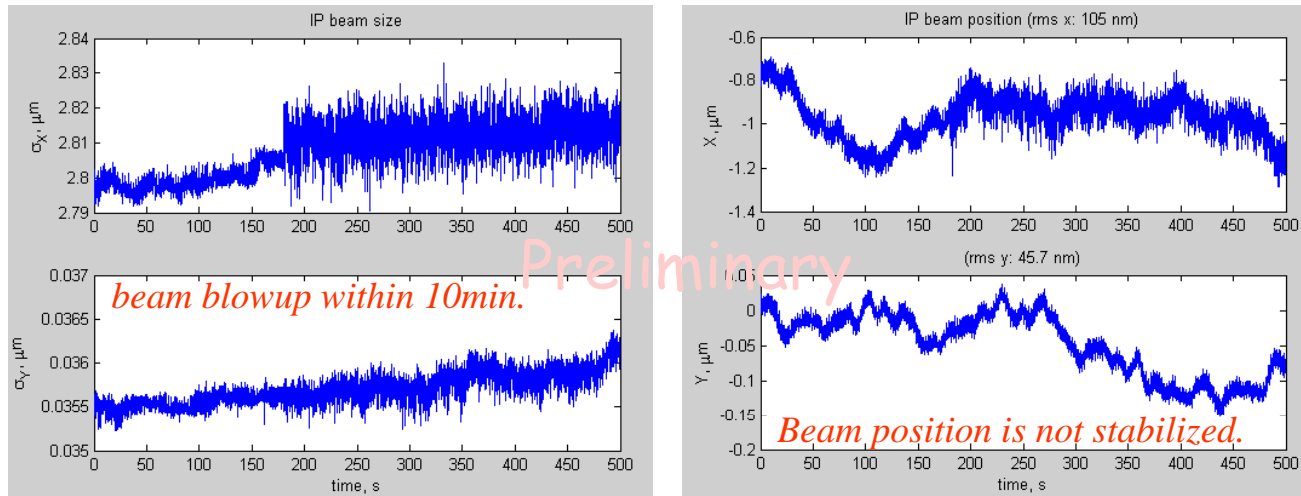 IP beam size
2.84
2.83
2.82
2.81
2.8
2.79
σX, μm
0 50 100 150 200 250 300 350 400 450 500
0.037
0.0365
0.036
0.0355
0.035
σY, μm
beam blowup within 10min.
0 50 100 150 200 250 300 350 400 450 500
time, s
Preliminary
IP beam position (rms x: 105 nm)
-0.6
-0.8
-1
-1.2
-1.4
X, μm
0 50 100 150 200 250 300 350 400 450 500
(rms y: 45.7 nm)
0.05
0
-0.05
-0.1
-0.15
-0.2
Y, μm
Beam position is not stabilized.
0 50 100 150 200 250 300 350 400 450 500
time, s